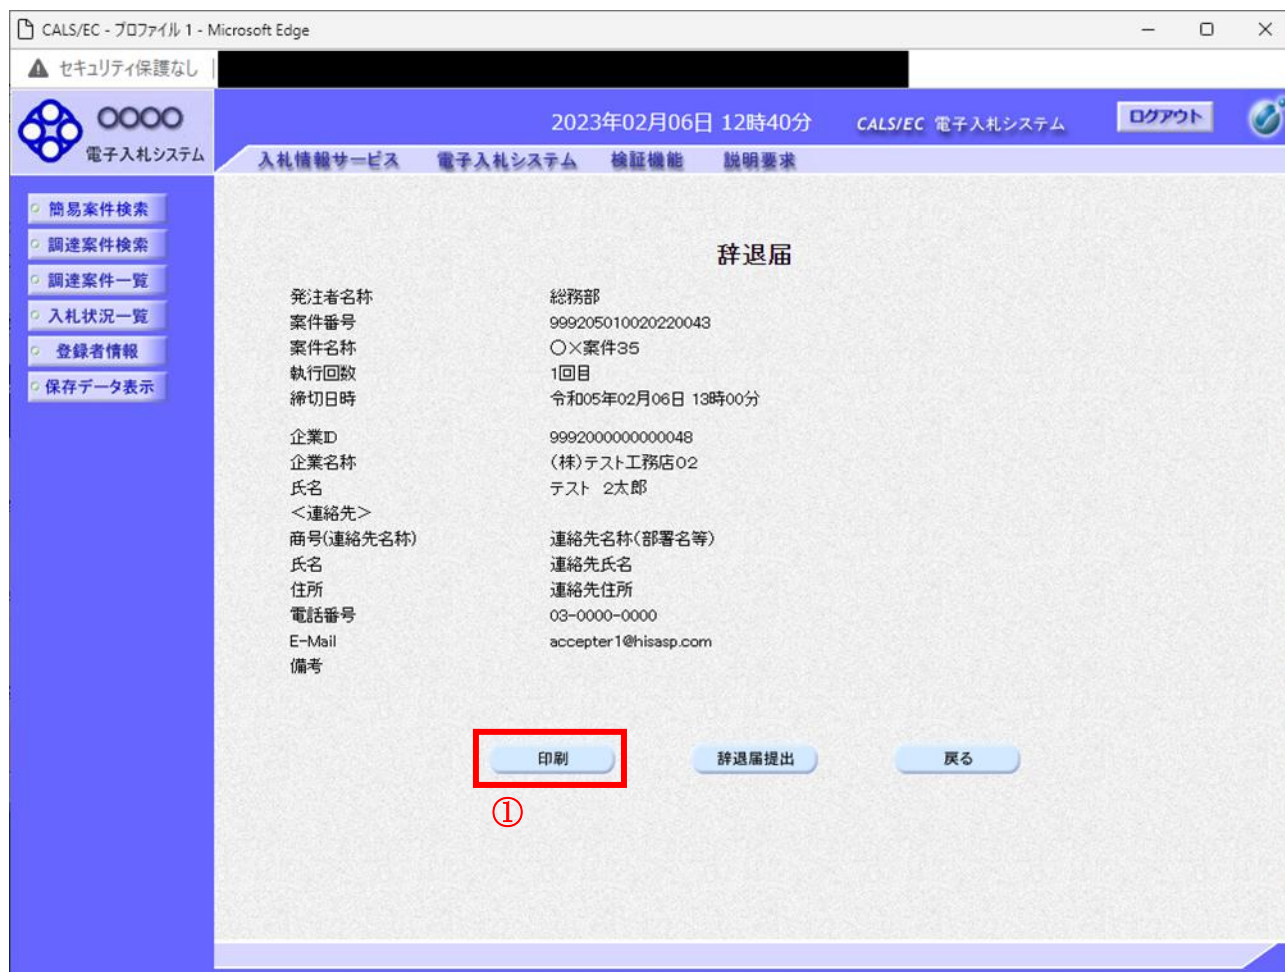 CALS/EC - プロファイル 1 - Microsoft Edge
セキュリティ保護なし
OOOO
電子入札システム
2023年02月06日 12時40分
CALS/EC 電子入札システム
ログアウト
入札情報サービス 電子入札システム 検証機能 説明要求
簡易案件検索
調達案件検索
調達案件一覧
入札状況一覧
登録者情報
保存データ表示
辞退届
発注者名称 総務部
案件番号 999205010020220043
案件名称 〇×案件35
執行回数 1回目
締切日時 令和05年02月06日 13時00分
企業ID 9992000000000048
企業名称 (株)テスト工務店02
氏名 テスト 2太郎
<連絡先>
商号(連絡先名称) 連絡先名称(部署名等)
氏名 連絡先氏名
住所 連絡先住所
電話番号 03-0000-0000
E-Mail accepter1@hisasp.com
備考
印刷 辞退届提出 戻る
①